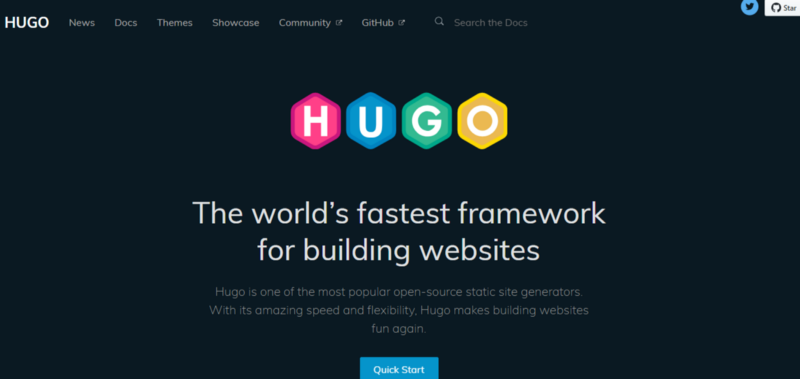 HUGO News Docs Themes Showcase Community GitHub Search the Docs Star
HUGO
The world’s fastest framework
for building websites
Hugo is one of the most popular open-source static site generators.
With its amazing speed and flexibility, Hugo makes building websites
fun again.
Quick Start